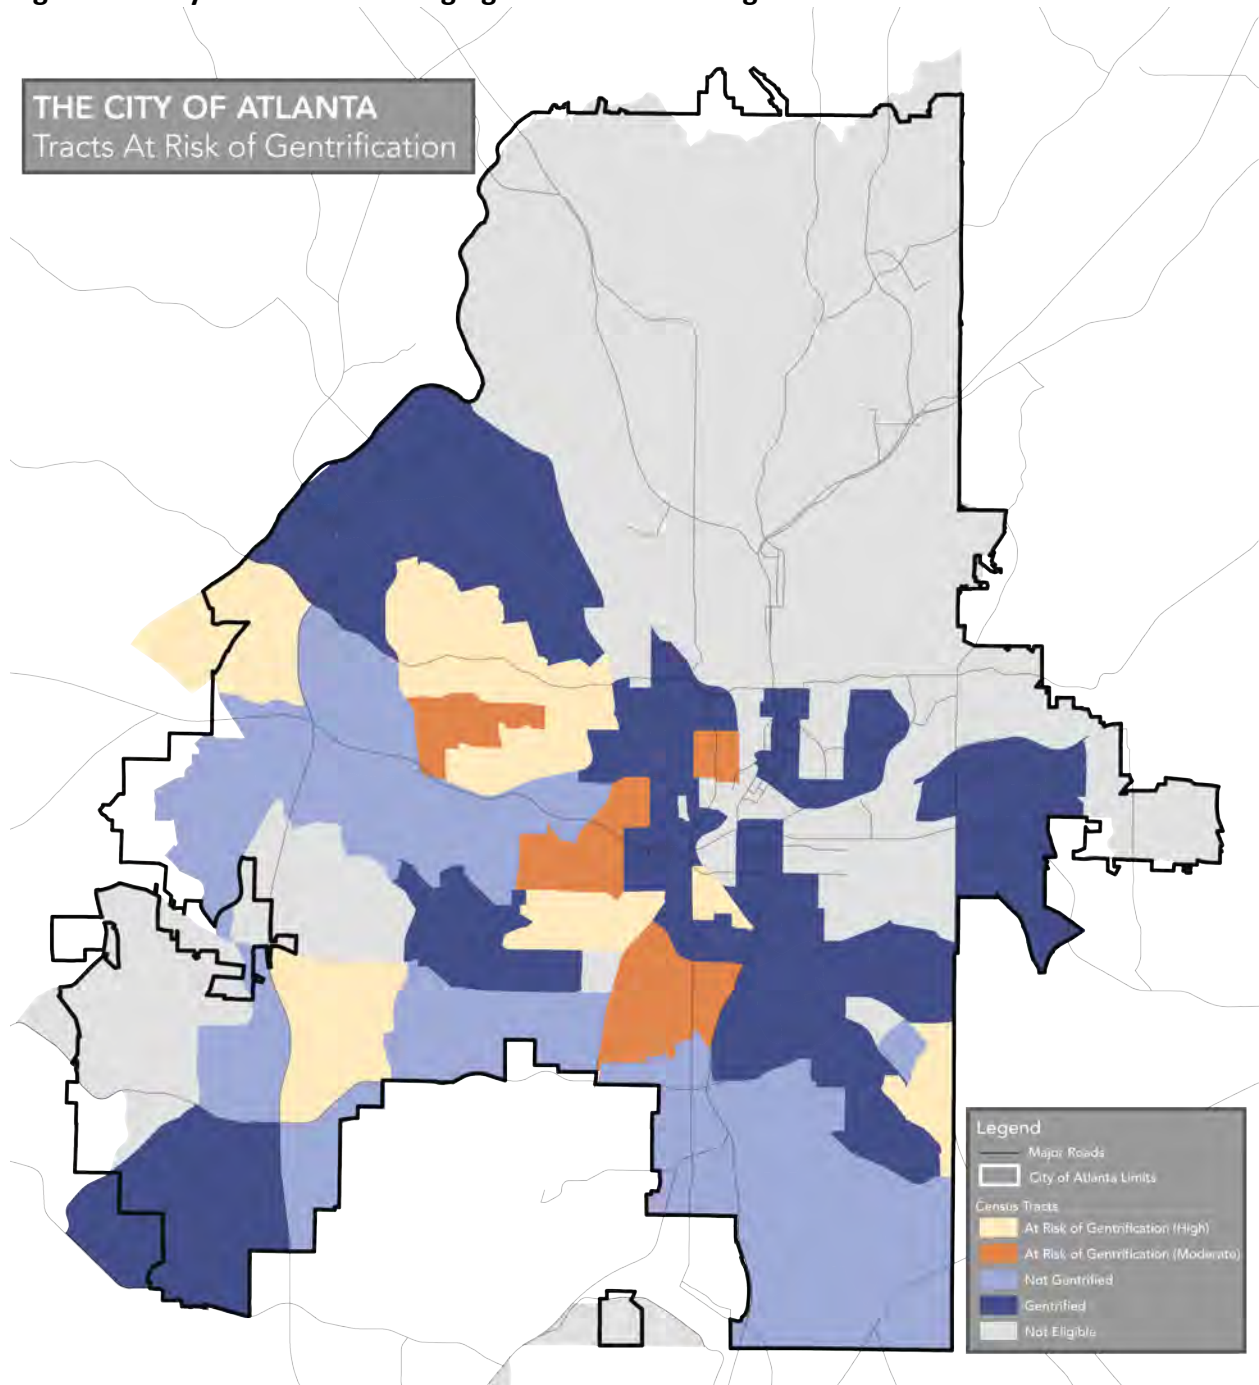 THE CITY OF ATLANTA
Tracts At Risk of Gentrification
Legend
Major Roads
City of Atlanta Limits
Census Tracts
At Risk of Gentrification (High)
At Risk of Gentrification (Moderate)
Not Gentrified
Gentrified
Not Eligible